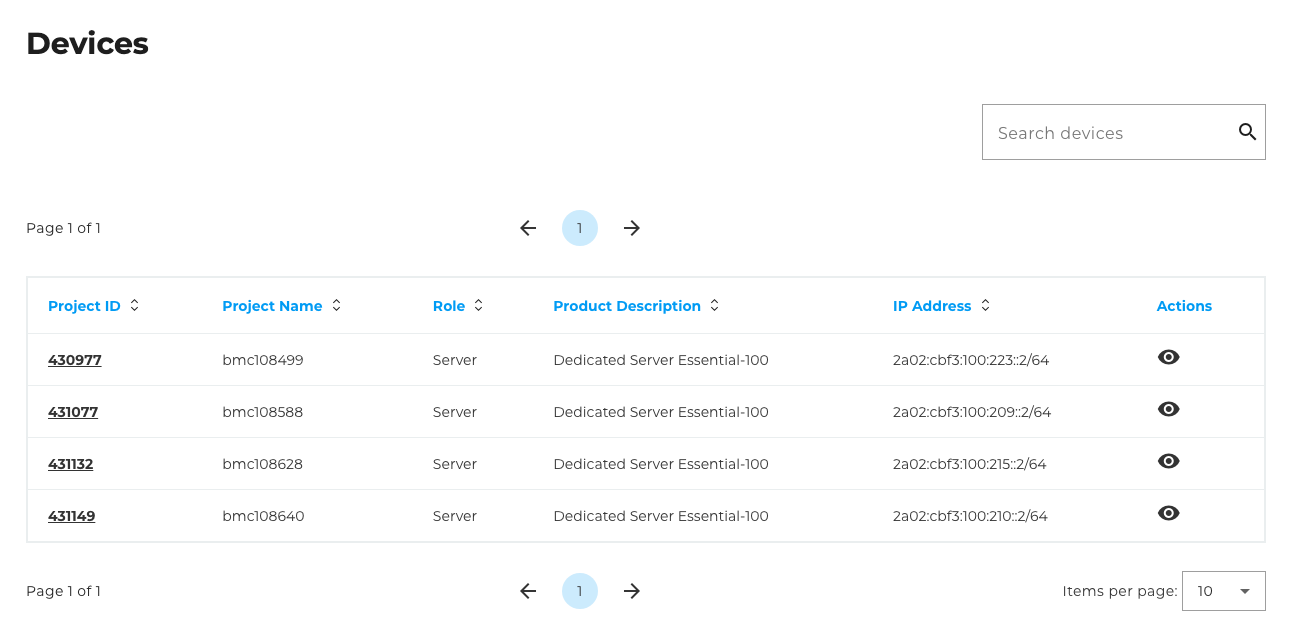 Devices
Search devices
Page 1 of 1 1
Project ID Project Name Role Product Description IP Address Actions
430977 bmc108499 Server Dedicated Server Essential-100 2a02:cbf3:100:223::2/64
431077 bmc108588 Server Dedicated Server Essential-100 2a02:cbf3:100:209::2/64
431132 bmc108628 Server Dedicated Server Essential-100 2a02:cbf3:100:215::2/64
431149 bmc108640 Server Dedicated Server Essential-100 2a02:cbf3:100:210::2/64
Page 1 of 1 1 Items per page: 10